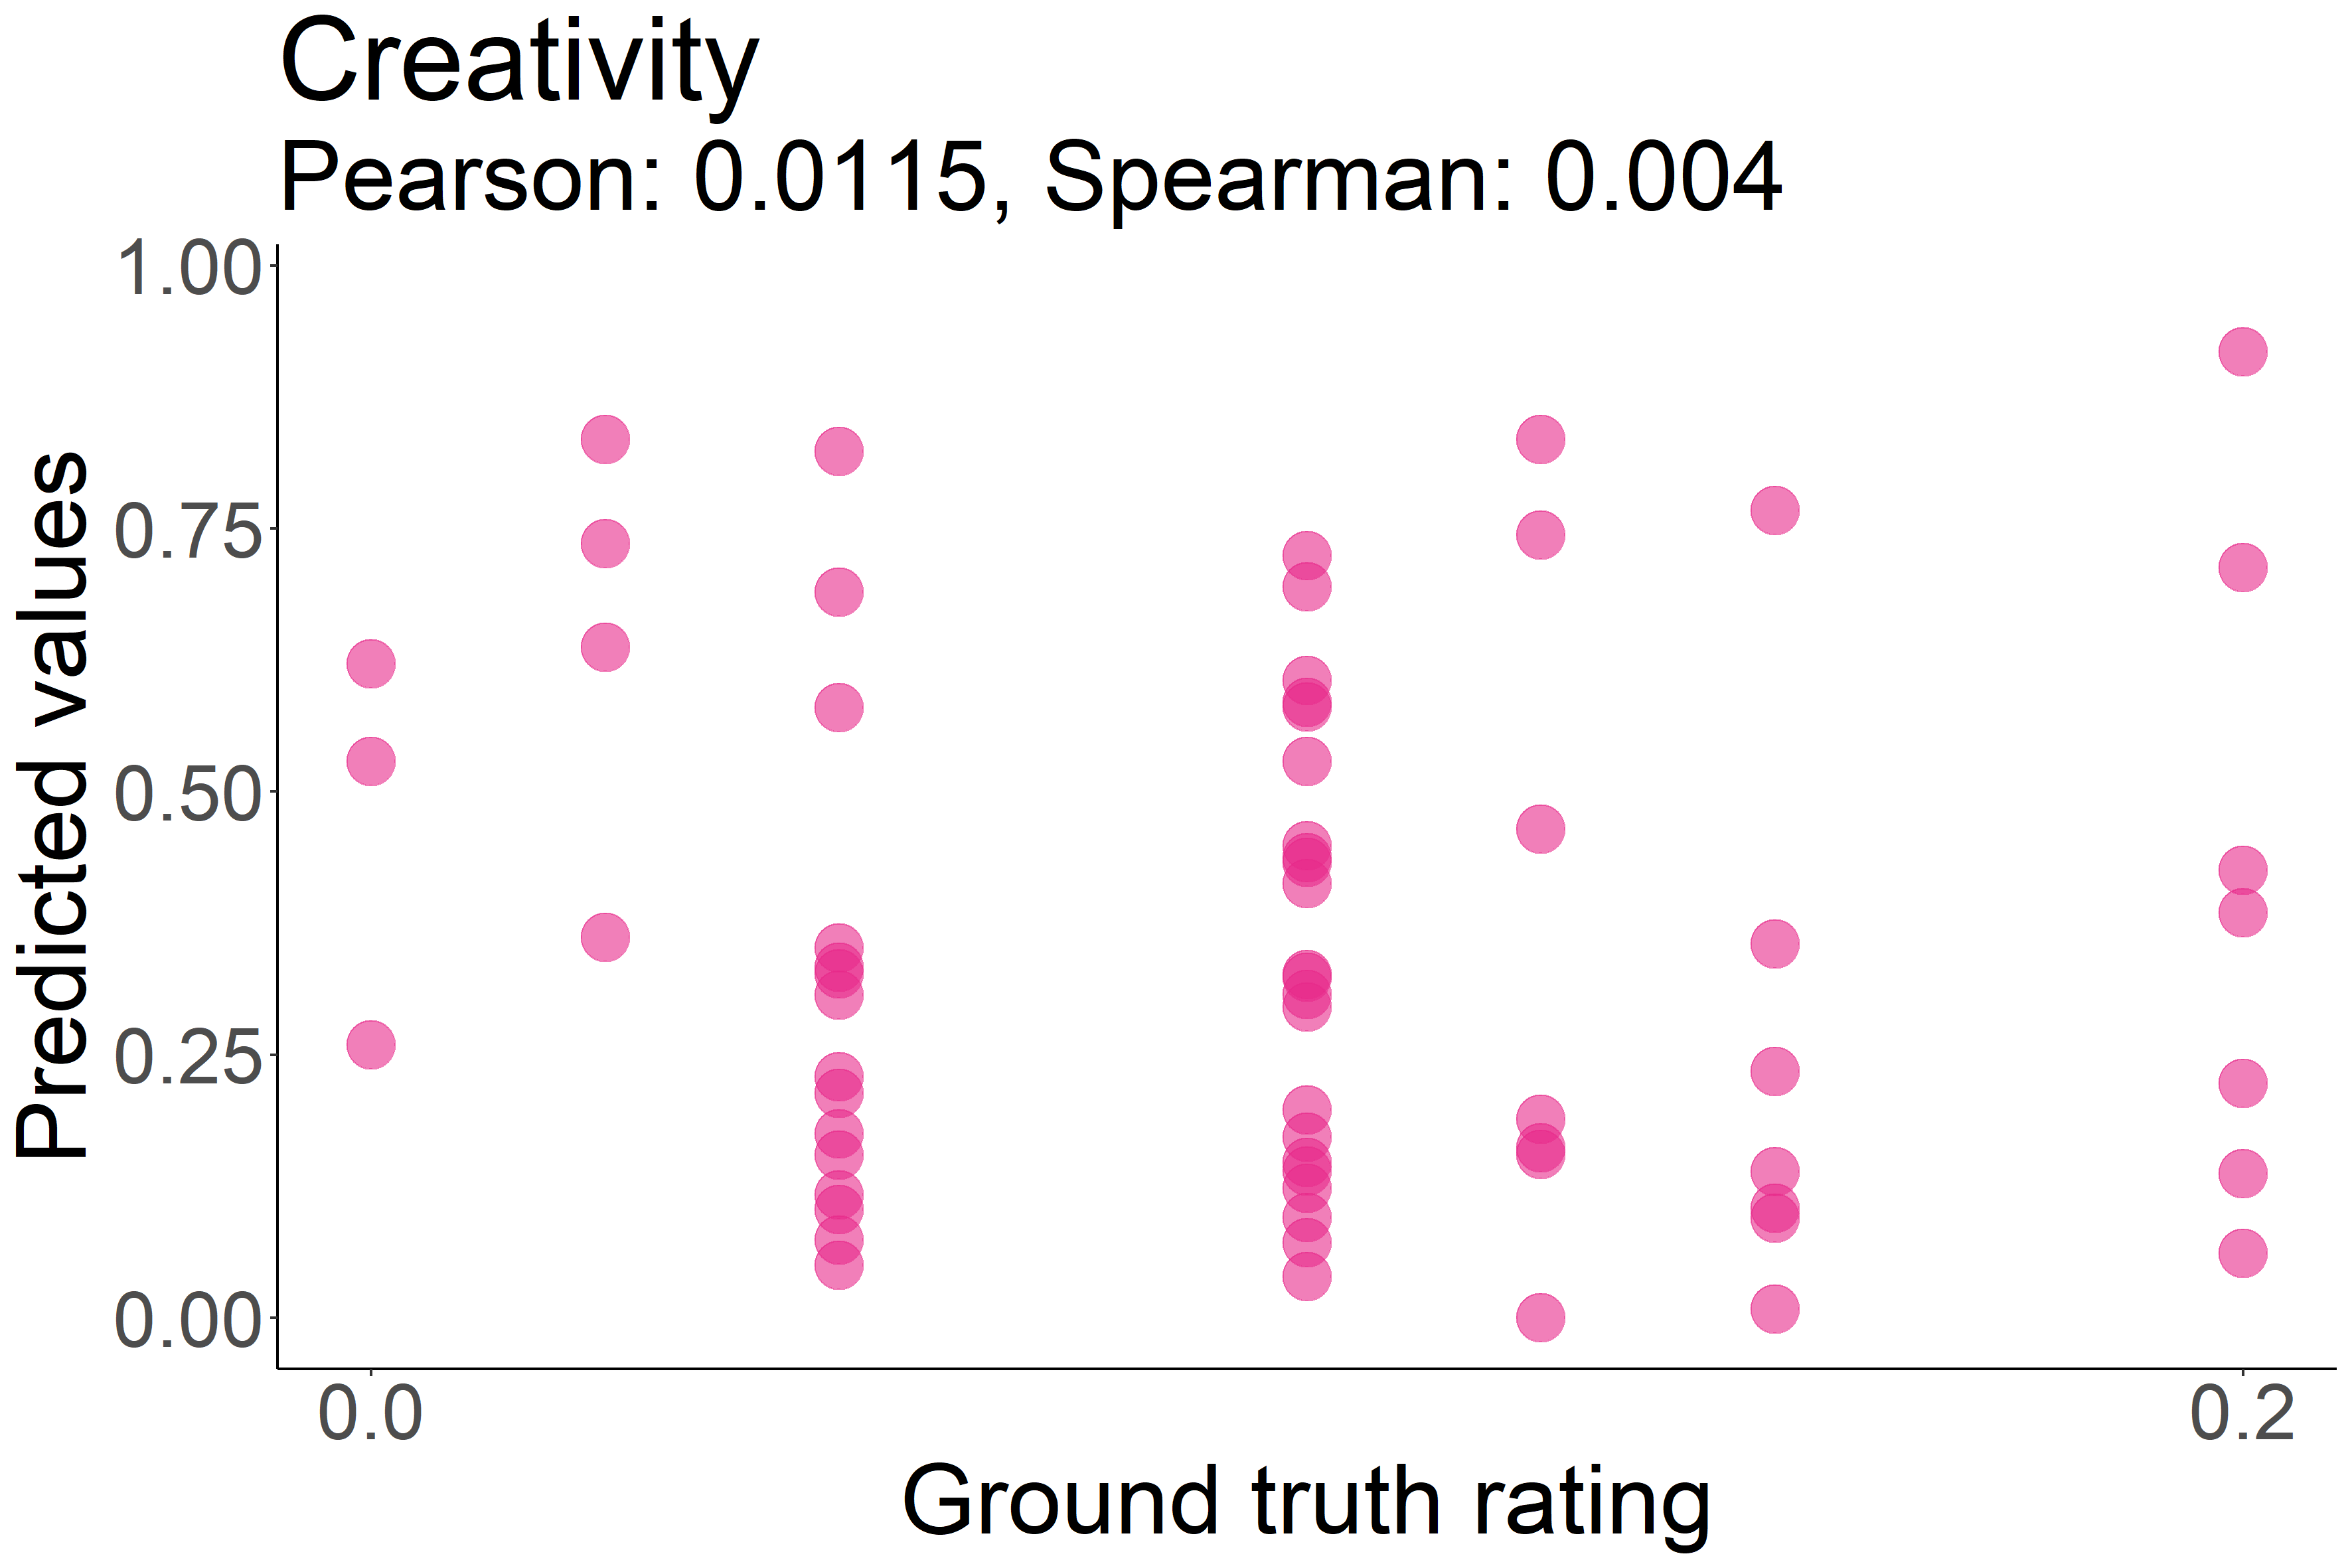 Creativity
Pearson: 0.0115, Spearman: 0.004
1.00
0.75
0.50
0.25
0.00
Predicted values
0.0 0.2
Ground truth rating